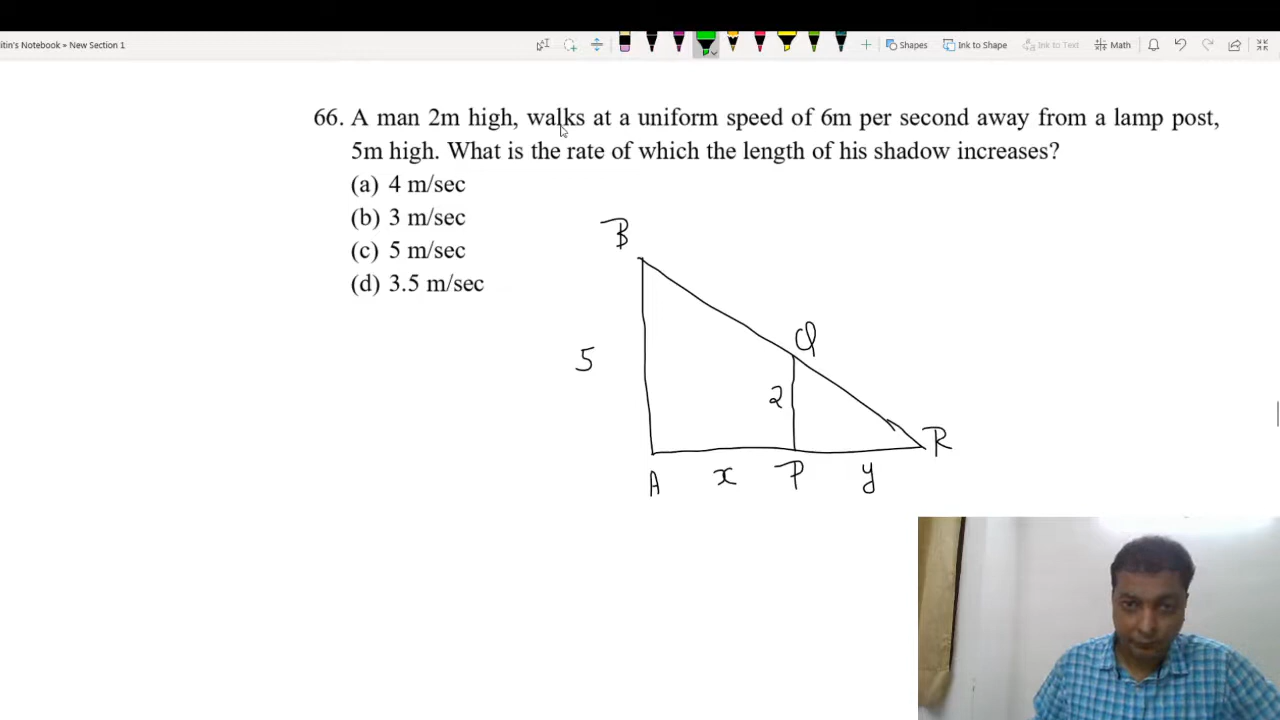 itin's Notebook » New Section 1
Shapes
Ink to Shape
Ink to Text
Math
66. A man 2m high, walks at a uniform speed of 6m per second away from a lamp post,
5m high. What is the rate of which the length of his shadow increases?
(a) 4 m/sec
(b) 3 m/sec
(c) 5 m/sec
(d) 3.5 m/sec
B
Q
5
2
R
A x P y